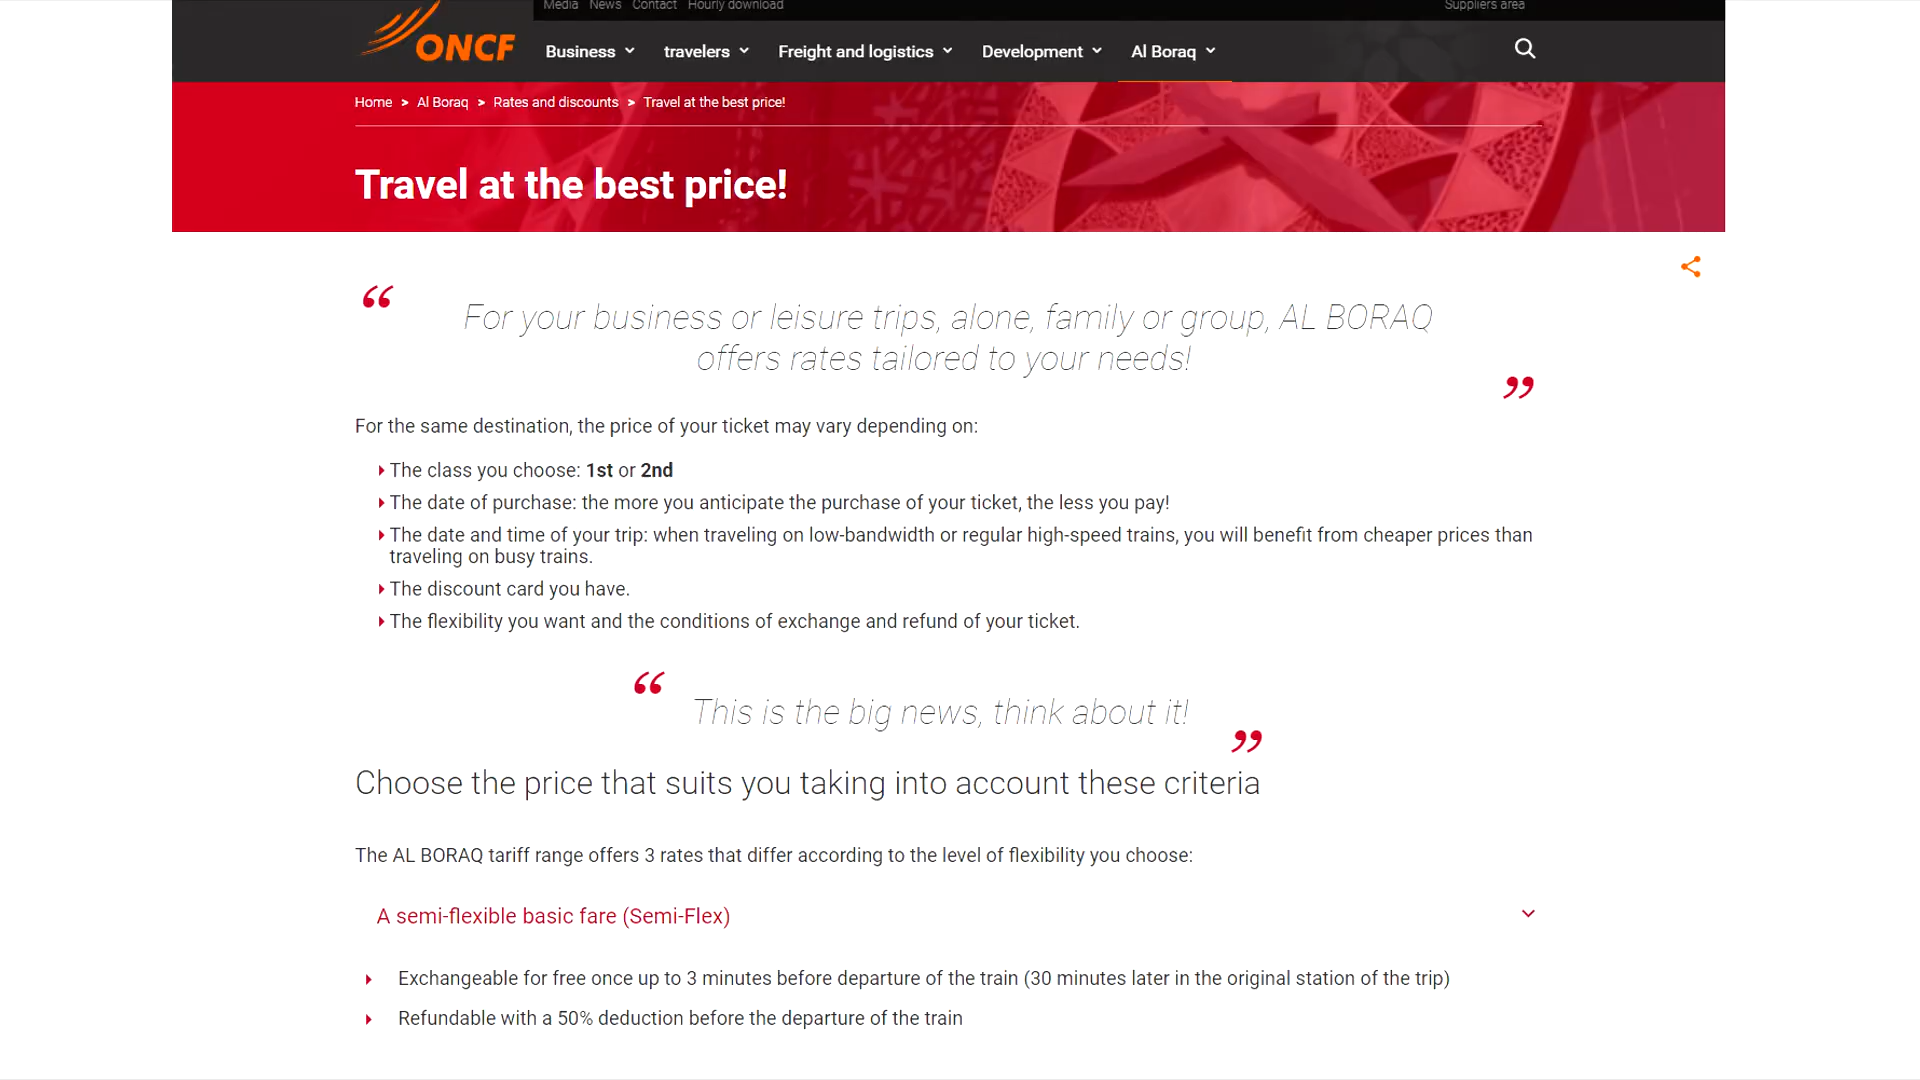 Media News Contact Hourly download Suppliers area
ONCF Business travelers Freight and logistics Development Al Boraq
Home > Al Boraq > Rates and discounts > Travel at the best price!
Travel at the best price!
“ For your business or leisure trips, alone, family or group, AL BORAQ
offers rates tailored to your needs! ”
For the same destination, the price of your ticket may vary depending on:
The class you choose: 1st or 2nd
The date of purchase: the more you anticipate the purchase of your ticket, the less you pay!
The date and time of your trip: when traveling on low-bandwidth or regular high-speed trains, you will benefit from cheaper prices than
traveling on busy trains.
The discount card you have.
The flexibility you want and the conditions of exchange and refund of your ticket.
“ This is the big news, think about it! ”
Choose the price that suits you taking into account these criteria
The AL BORAQ tariff range offers 3 rates that differ according to the level of flexibility you choose:
A semi-flexible basic fare (Semi-Flex)
Exchangeable for free once up to 3 minutes before departure of the train (30 minutes later in the original station of the trip)
Refundable with a 50% deduction before the departure of the train